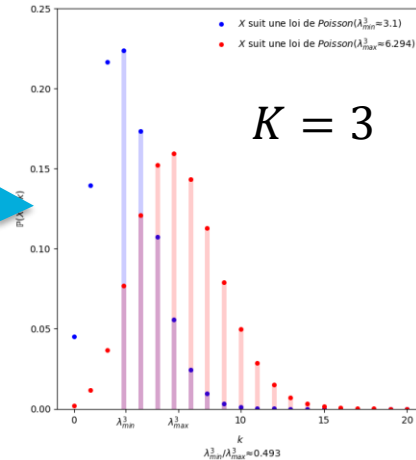 0.25
X suit une loi de Poisson(λ³min≈3.1)
X suit une loi de Poisson(λ³max≈6.294)
0.20
K = 3
0.15
0.10
0.05
0.00
0 λ³min λ³max 10 15 20
k
λ³min/λ³max≈0.493